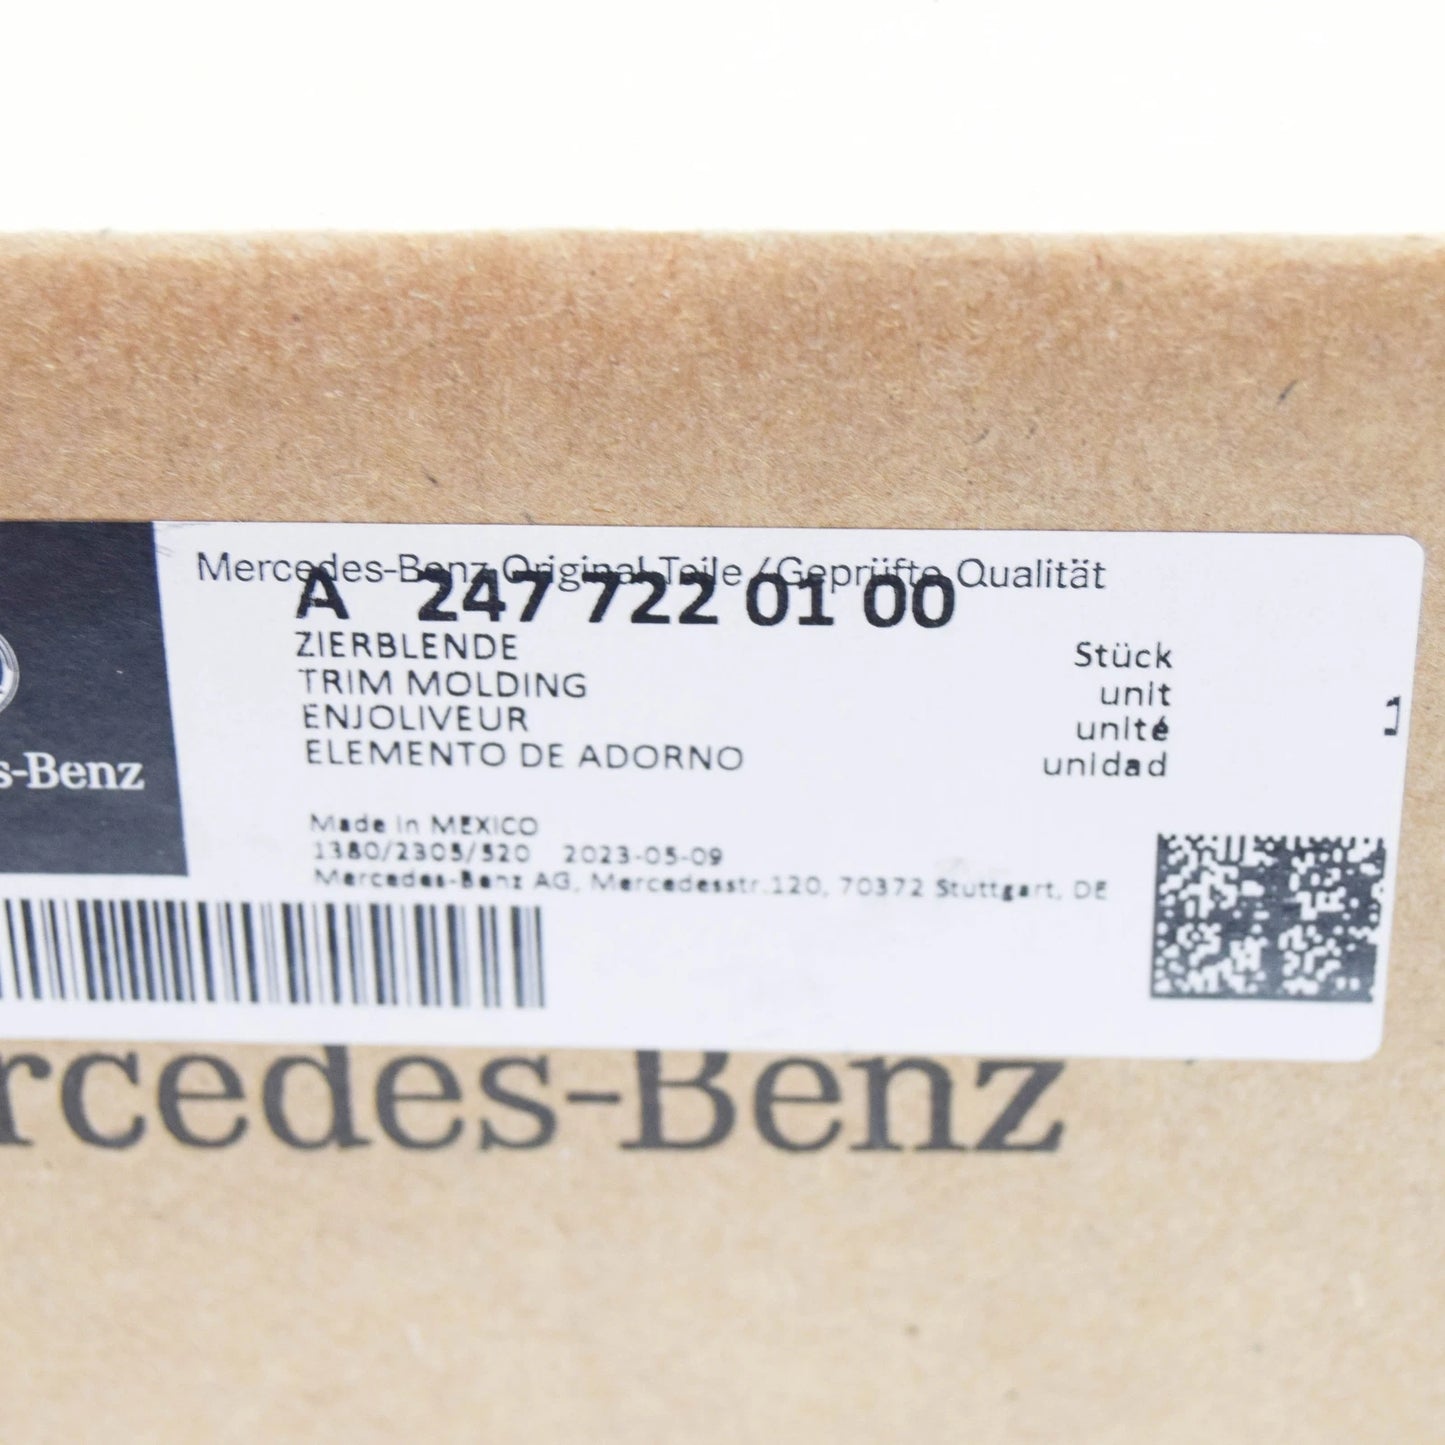 Mercedes-Benz Original Teile / Geprüfte Qualität
A 247 722 01 00
ZIERBLENDE
TRIM MOLDING
ENJOLIVEUR
ELEMENTO DE ADORNO
Stück
unit
unité
unidad
1
s-Benz
Made in MEXICO
1380/2305/520 2023-05-09
Mercedes-Benz AG, Mercedesstr.120, 70372 Stuttgart, DE
rcedes-Benz